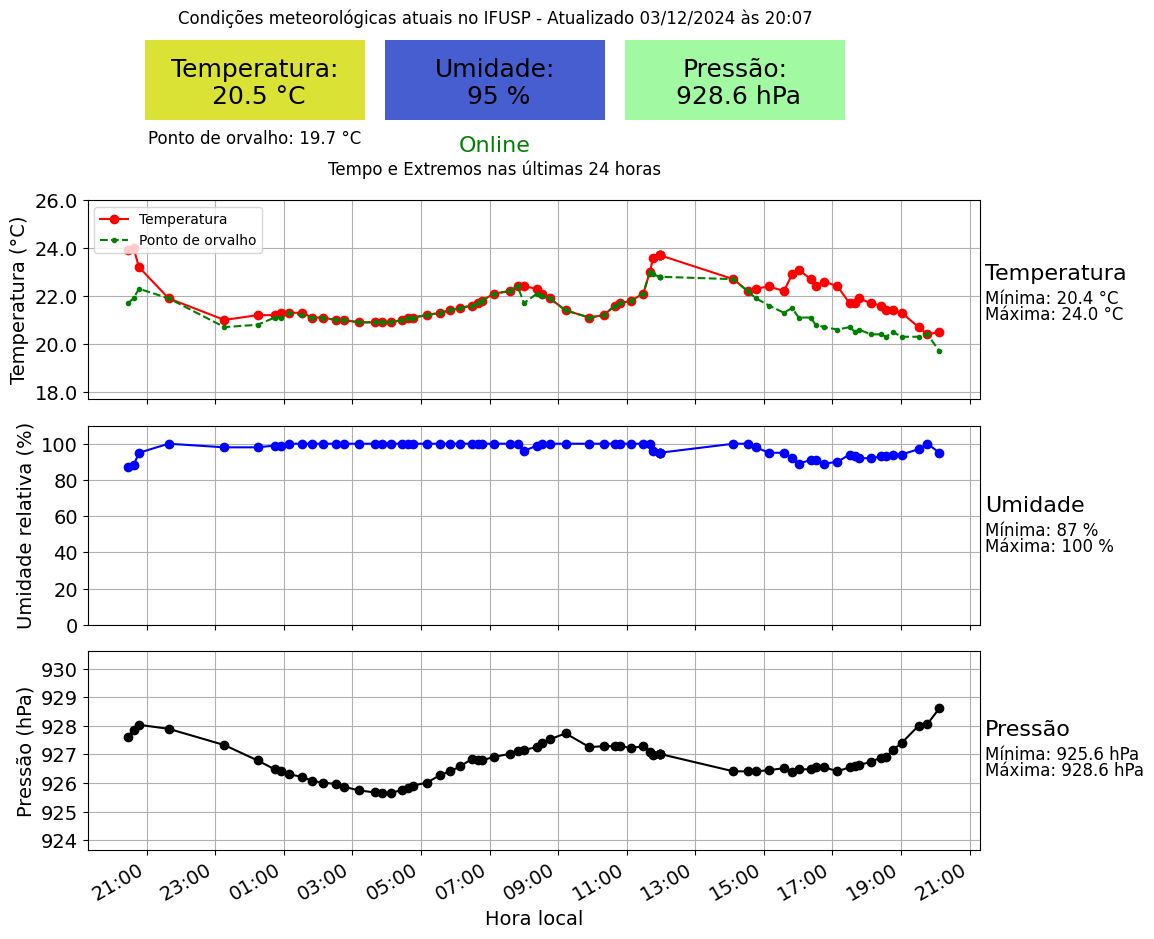 Condições meteorológicas atuais no IFUSP - Atualizado 03/12/2024 às 20:07
Temperatura:
20.5 °C
Umidade:
95 %
Pressão:
928.6 hPa
Ponto de orvalho: 19.7 °C
Online
Tempo e Extremos nas últimas 24 horas
Temperatura (°C)
26.0
24.0
22.0
20.0
18.0
Temperatura
Ponto de orvalho
Temperatura
Mínima: 20.4 °C
Máxima: 24.0 °C
Umidade relativa (%)
100
80
60
40
20
0
Umidade
Mínima: 87 %
Máxima: 100 %
Pressão (hPa)
930
929
928
927
926
925
924
Pressão
Mínima: 925.6 hPa
Máxima: 928.6 hPa
21:00 23:00 01:00 03:00 05:00 07:00 09:00 11:00 13:00 15:00 17:00 19:00 21:00
Hora local